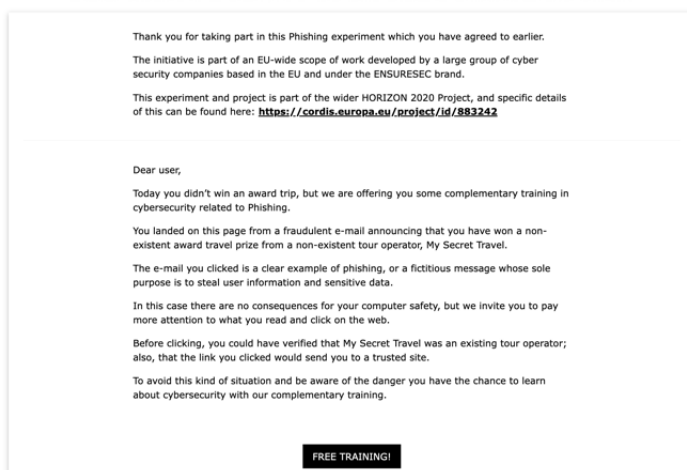 Thank you for taking part in this Phishing experiment which you have agreed to earlier.
The initiative is part of an EU-wide scope of work developed by a large group of cyber
security companies based in the EU and under the ENSURESEC brand.
This experiment and project is part of the wider HORIZON 2020 Project, and specific details
of this can be found here: https://cordis.europa.eu/project/id/883242
Dear user,
Today you didn't win an award trip, but we are offering you some complementary training in
cybersecurity related to Phishing.
You landed on this page from a fraudulent e-mail announcing that you have won a non-
existent award travel prize from a non-existent tour operator, My Secret Travel.
The e-mail you clicked is a clear example of phishing, or a fictitious message whose sole
purpose is to steal user information and sensitive data.
In this case there are no consequences for your computer safety, but we invite you to pay
more attention to what you read and click on the web.
Before clicking, you could have verified that My Secret Travel was an existing tour operator;
also, that the link you clicked would send you to a trusted site.
To avoid this kind of situation and be aware of the danger you have the chance to learn
about cybersecurity with our complementary training.
FREE TRAINING!